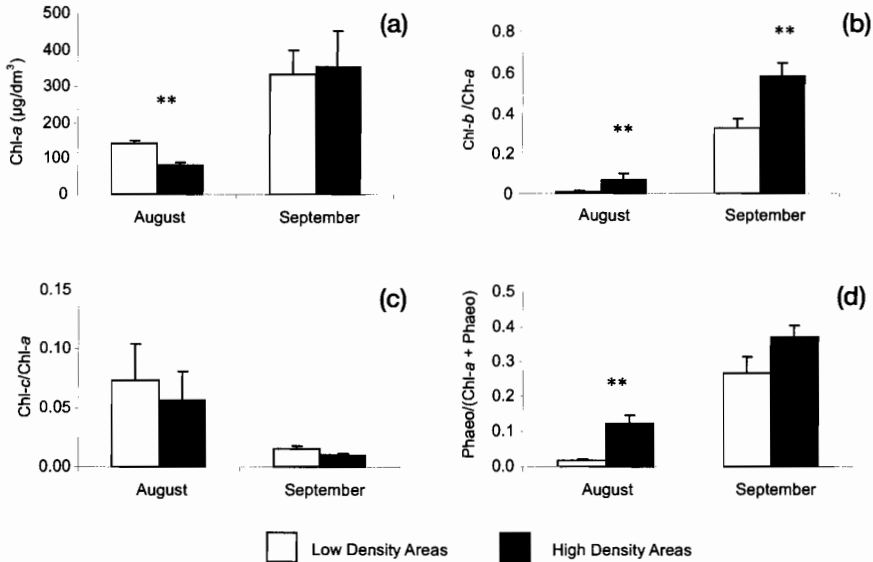 (a)
Chl-a (µg/dm³)
500
400
300
200
100
0
**
August
September
(b)
Chl-b /Ch-a
0.8
0.6
0.4
0.2
0
**
**
August
September
(c)
Chl-c/Chl-a
0.15
0.10
0.05
0.00
August
September
(d)
Phaeo/(Chl-a + Phaeo)
0.5
0.4
0.3
0.2
0.1
0.0
**
August
September
Low Density Areas
High Density Areas